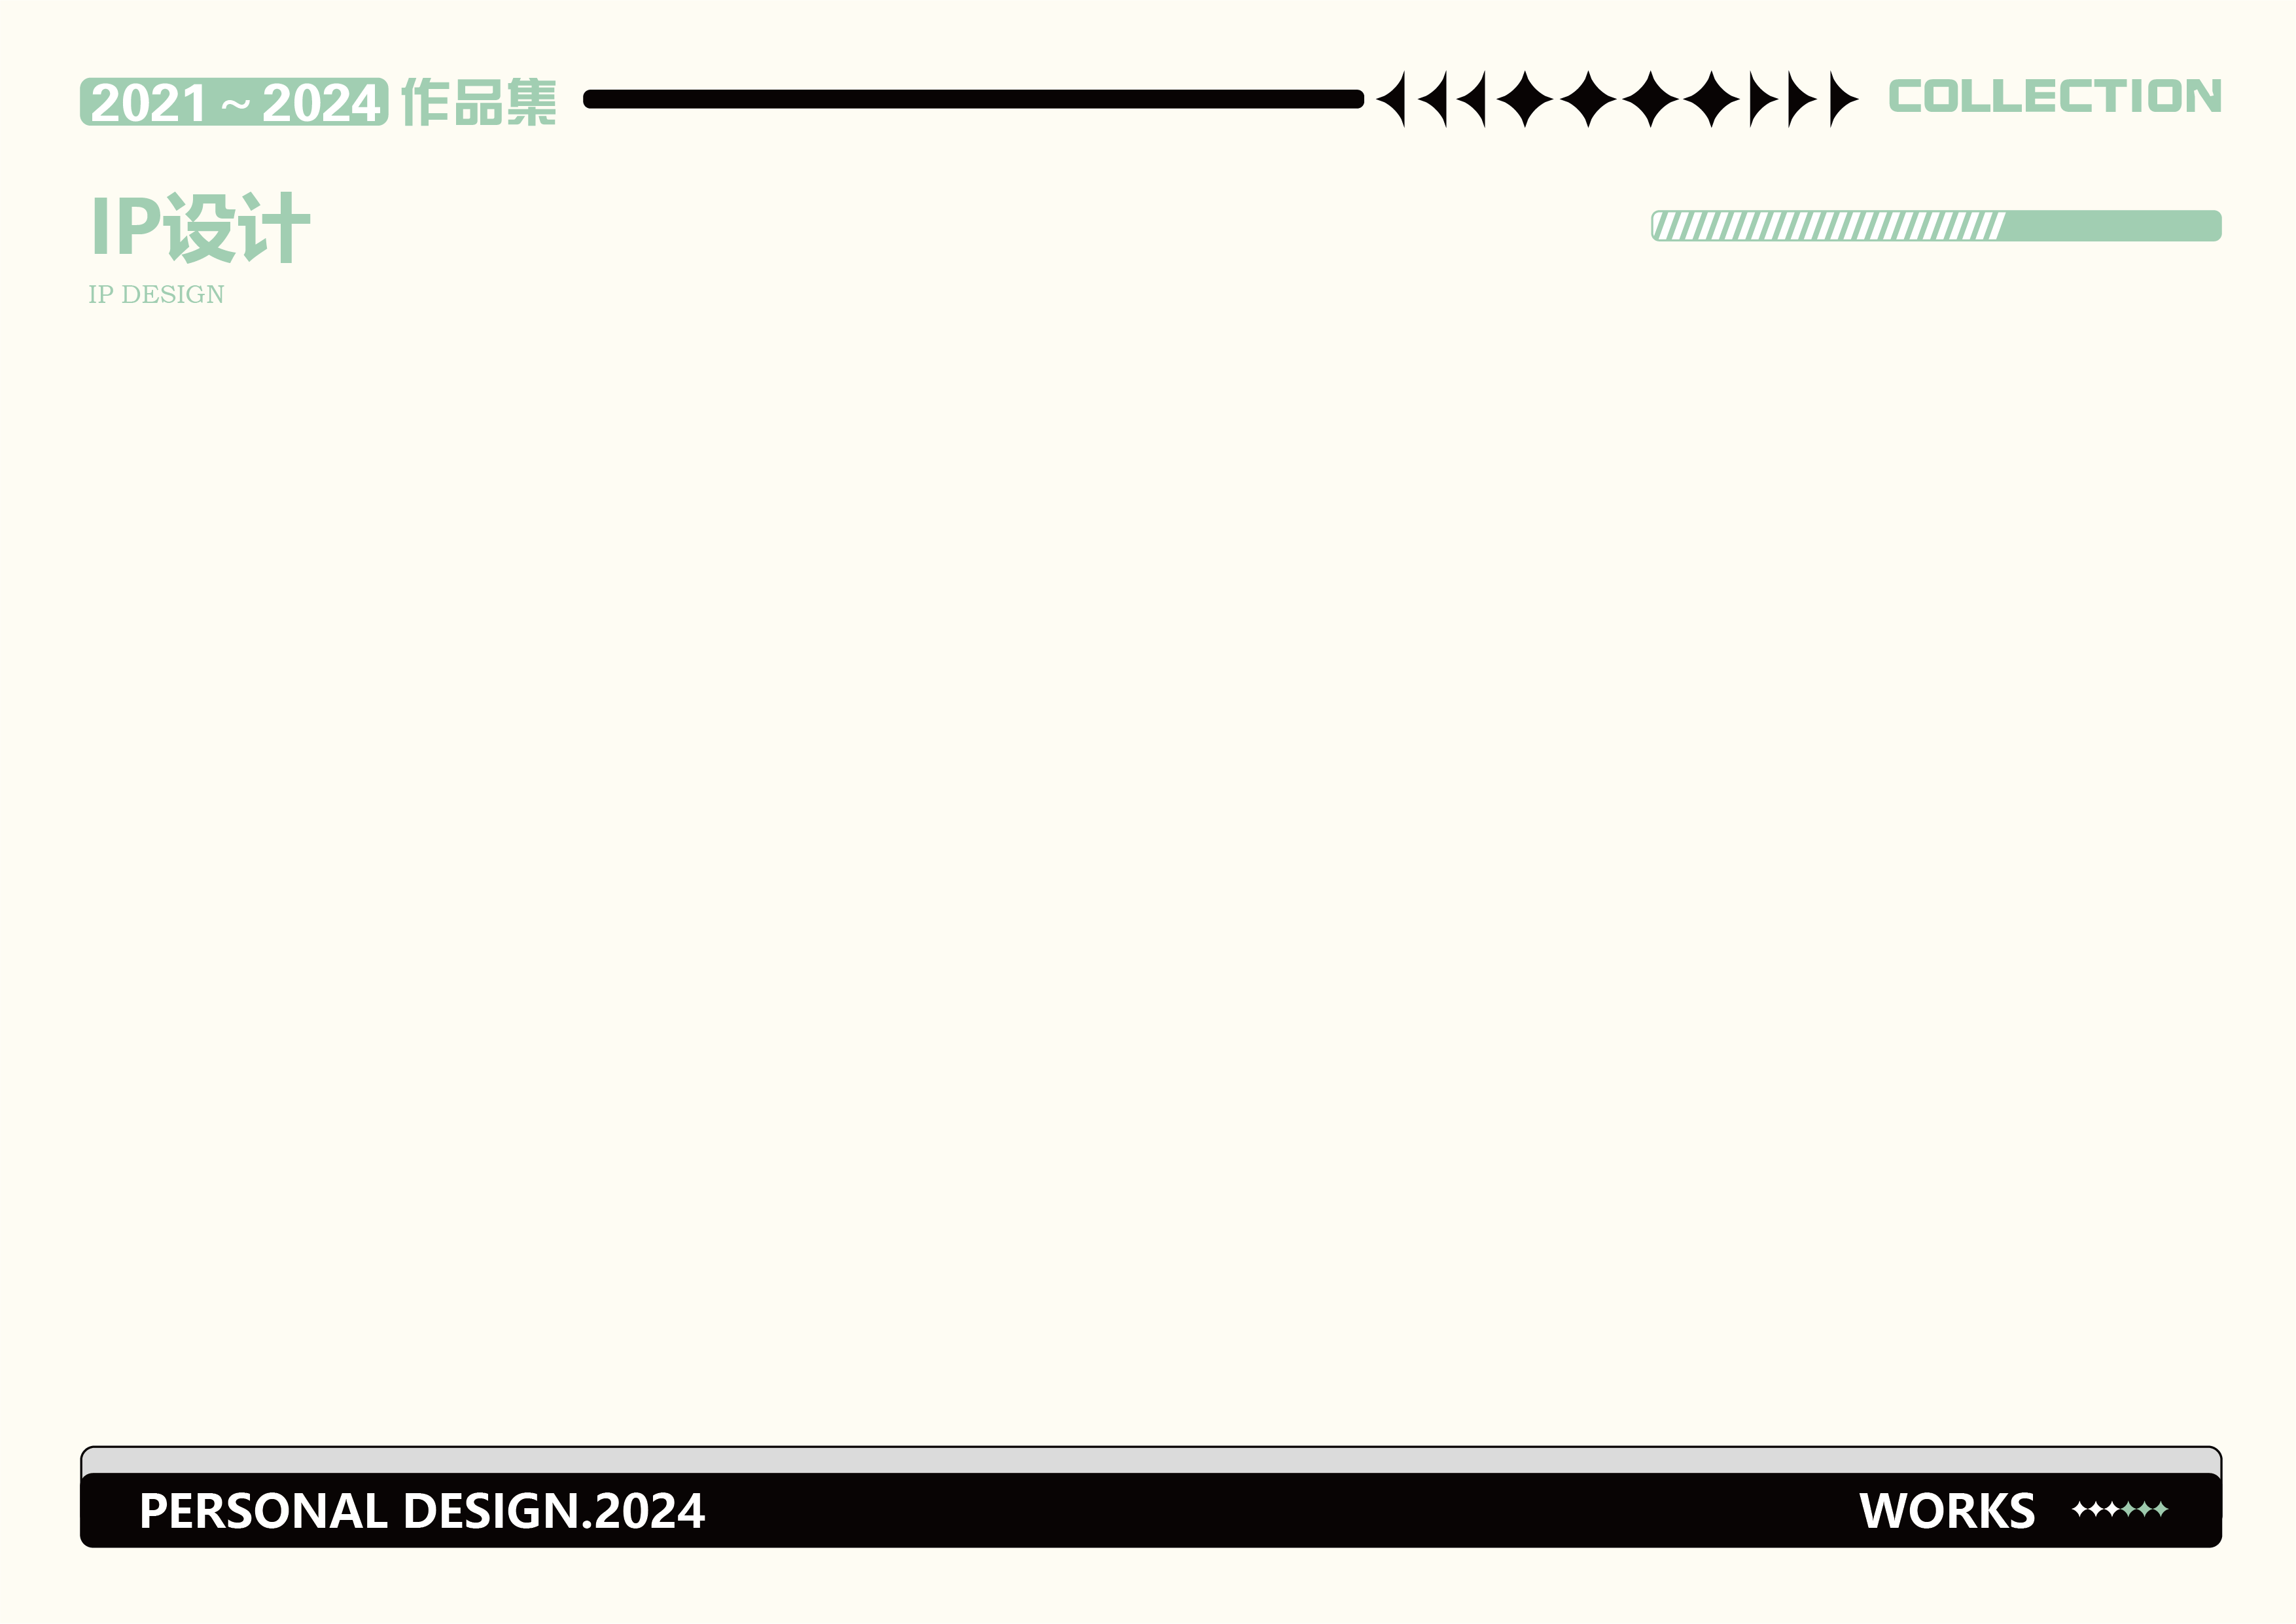 2021 ~ 2024 作品集 COLLECTION
IP设计
IP DESIGN
PERSONAL DESIGN.2024 WORKS